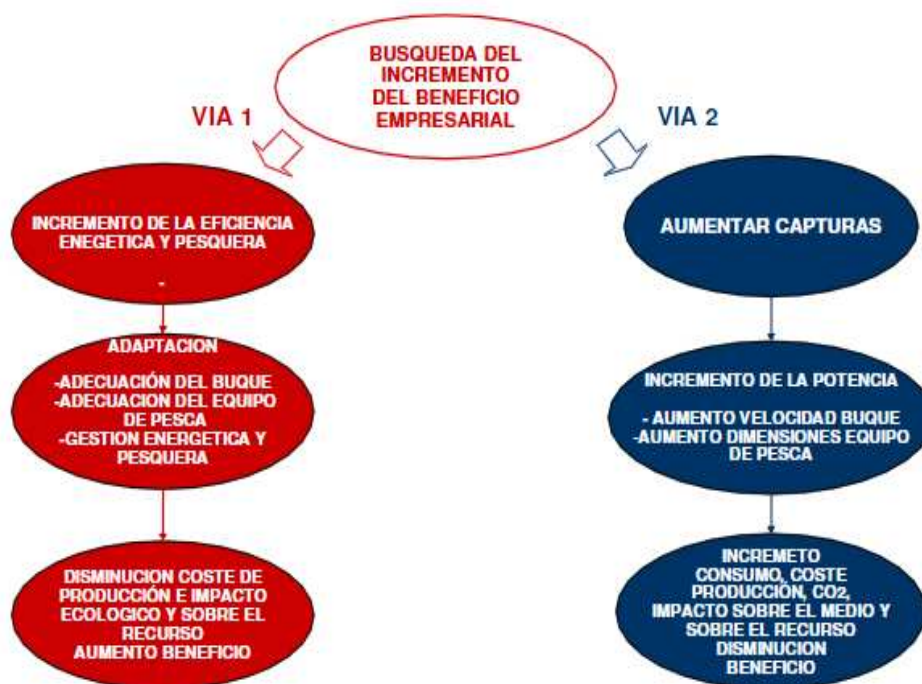 BUSQUEDA DEL
INCREMENTO
DEL BENEFICIO
EMPRESARIAL
VIA 1
VIA 2
INCREMENTO DE LA EFICIENCIA
ENEGETICA Y PESQUERA
-
ADAPTACION
-ADECUACIÓN DEL BUQUE
-ADECUACION DEL EQUIPO
DE PESCA
-GESTION ENERGETICA Y
PESQUERA
DISMINUCION COSTE DE
PRODUCCIÓN E IMPACTO
ECOLOGICO Y SOBRE EL
RECURSO
AUMENTO BENEFICIO
AUMENTAR CAPTURAS
INCREMENTO DE LA POTENCIA
- AUMENTO VELOCIDAD BUQUE
-AUMENTO DIMENSIONES EQUIPO
DE PESCA
INCREMETO
CONSUMO, COSTE
PRODUCCIÓN, CO2,
IMPACTO SOBRE EL MEDIO Y
SOBRE EL RECURSO
DISMINUCION
BENEFICIO